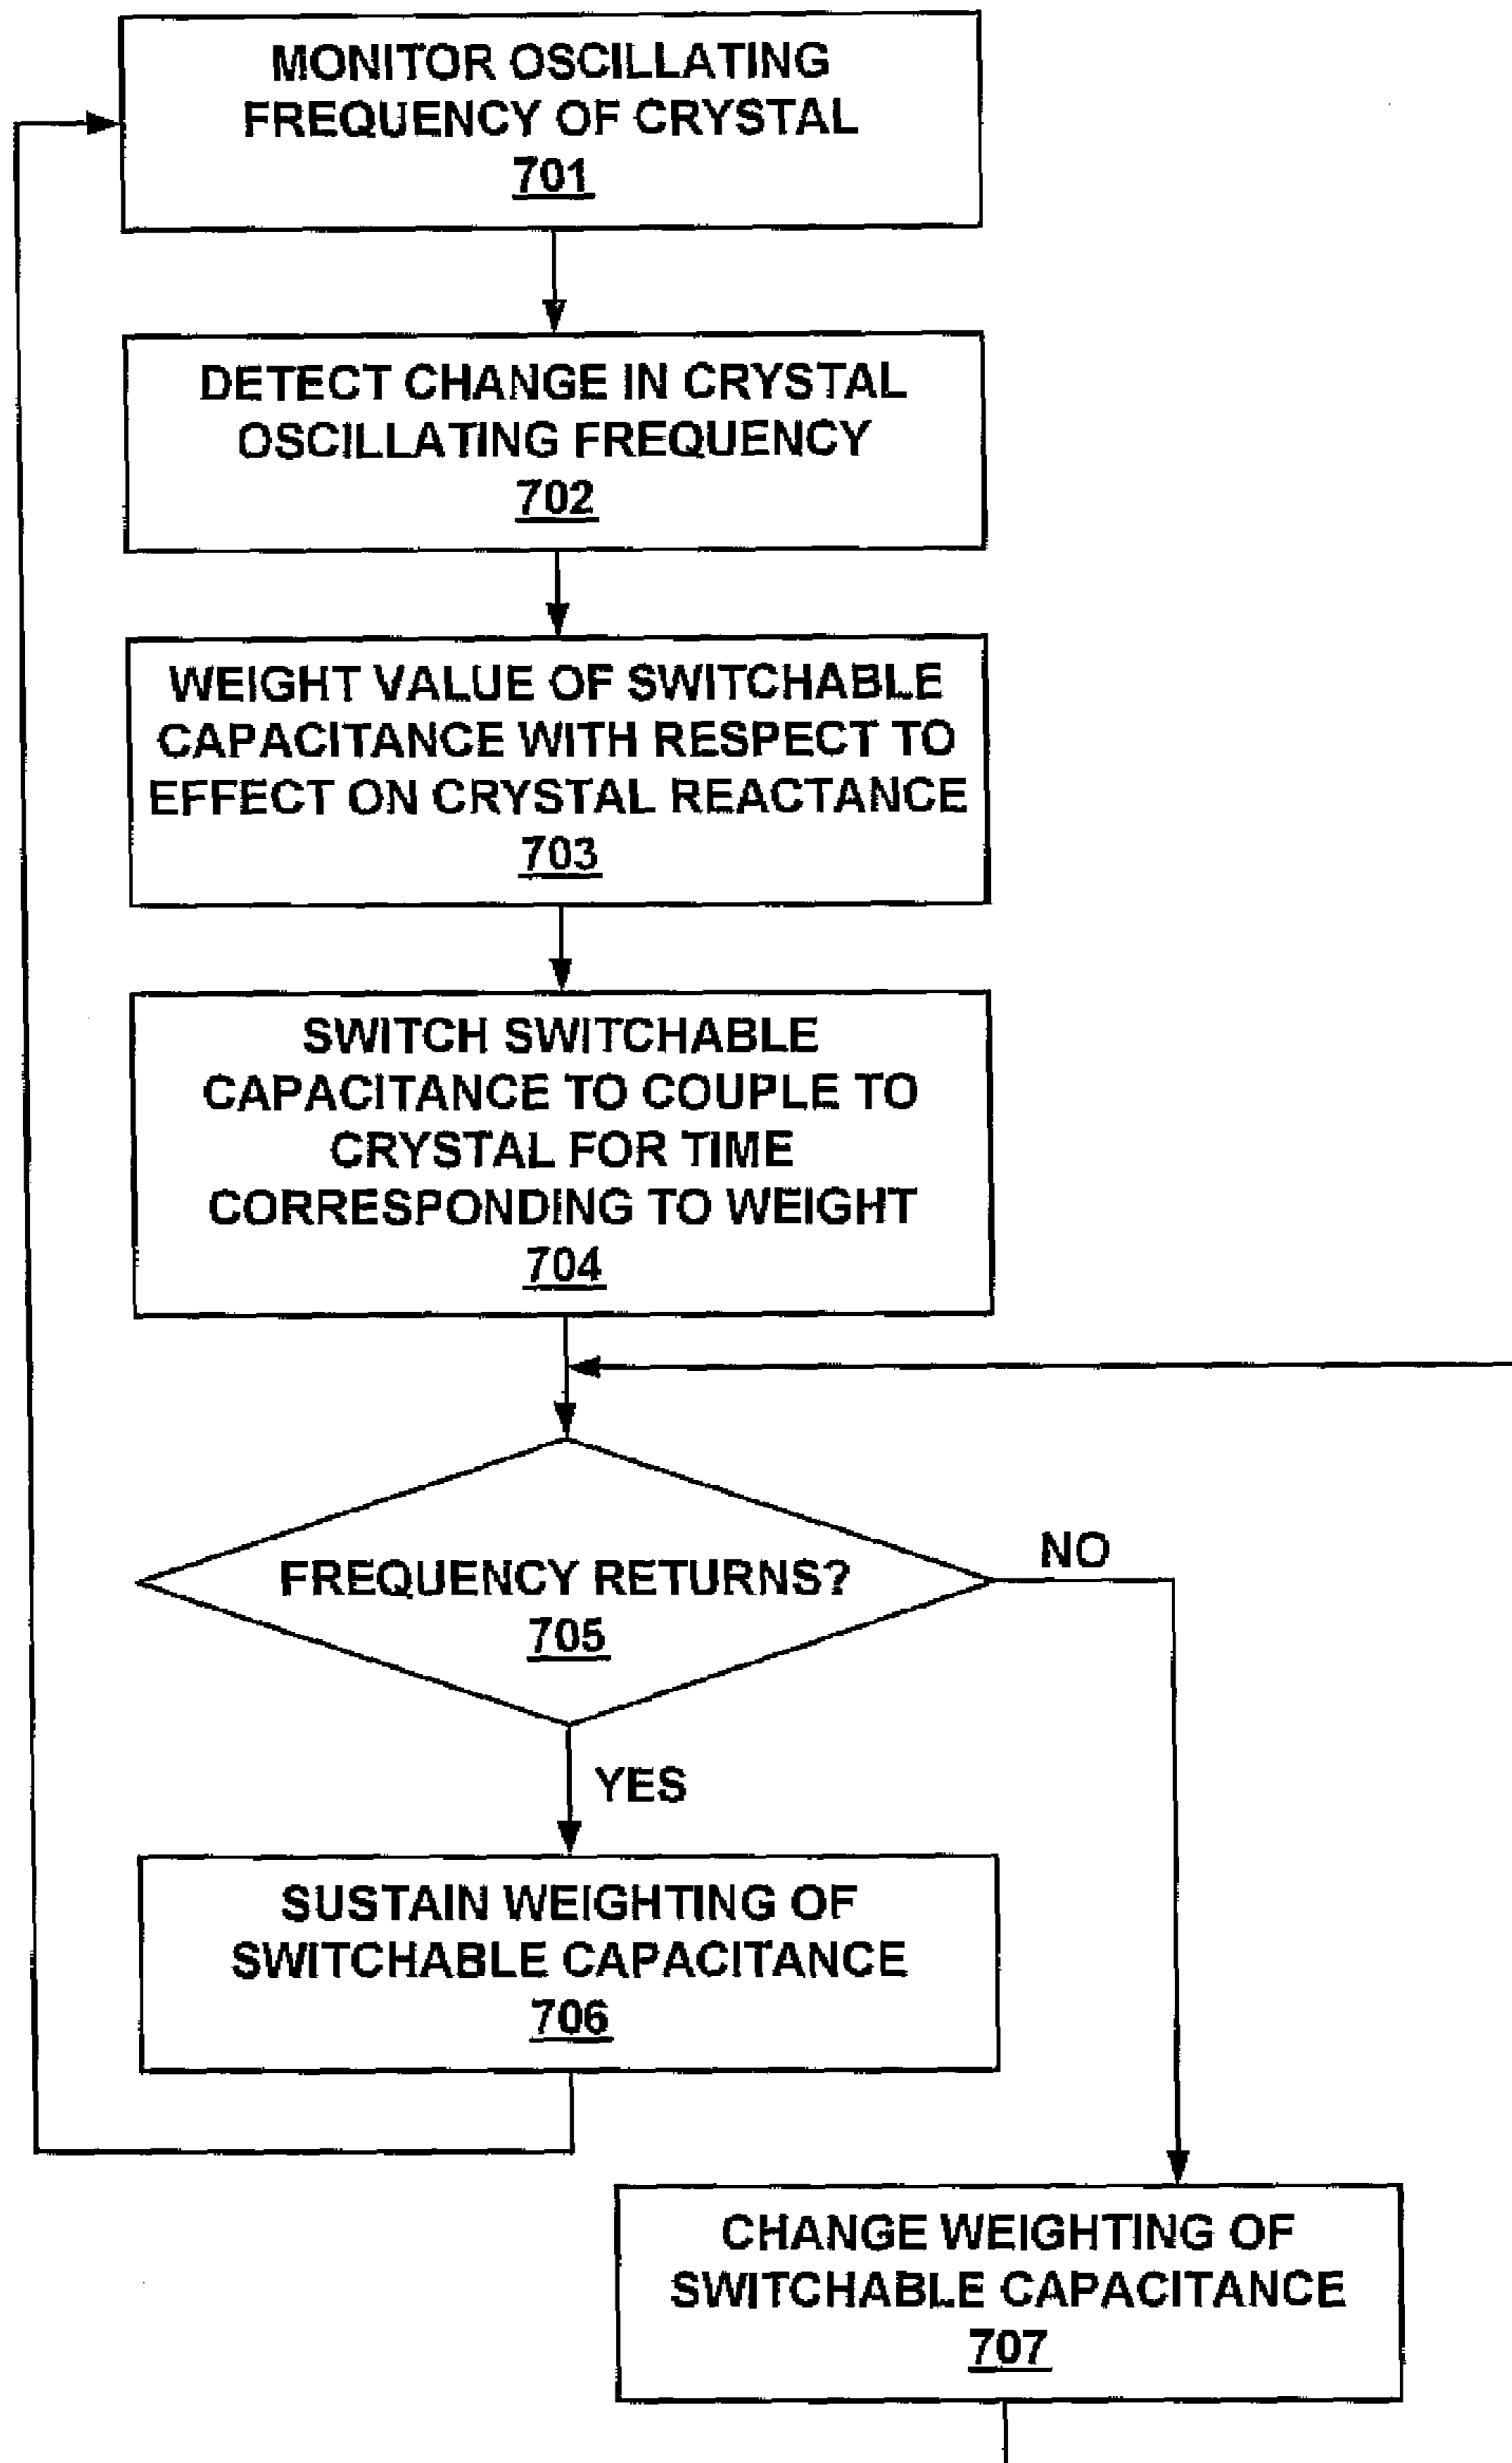 MONITOR OSCILLATING
FREQUENCY OF CRYSTAL
701
DETECT CHANGE IN CRYSTAL
OSCILLATING FREQUENCY
702
WEIGHT VALUE OF SWITCHABLE
CAPACITANCE WITH RESPECT TO
EFFECT ON CRYSTAL REACTANCE
703
SWITCH SWITCHABLE
CAPACITANCE TO COUPLE TO
CRYSTAL FOR TIME
CORRESPONDING TO WEIGHT
704
FREQUENCY RETURNS?
705
NO
YES
SUSTAIN WEIGHTING OF
SWITCHABLE CAPACITANCE
706
CHANGE WEIGHTING OF
SWITCHABLE CAPACITANCE
707